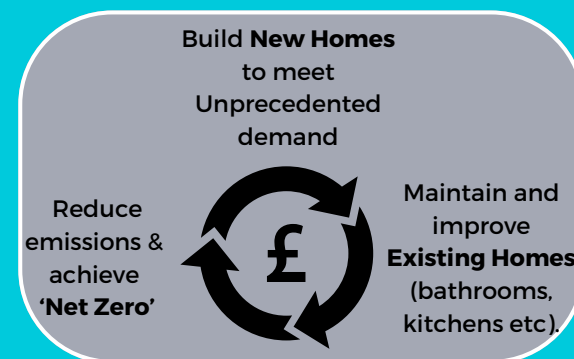 Build New Homes
to meet
Unprecedented
demand
Reduce
emissions &
achieve
‘Net Zero’
£
Maintain and
improve
Existing Homes
(bathrooms,
kitchens etc).